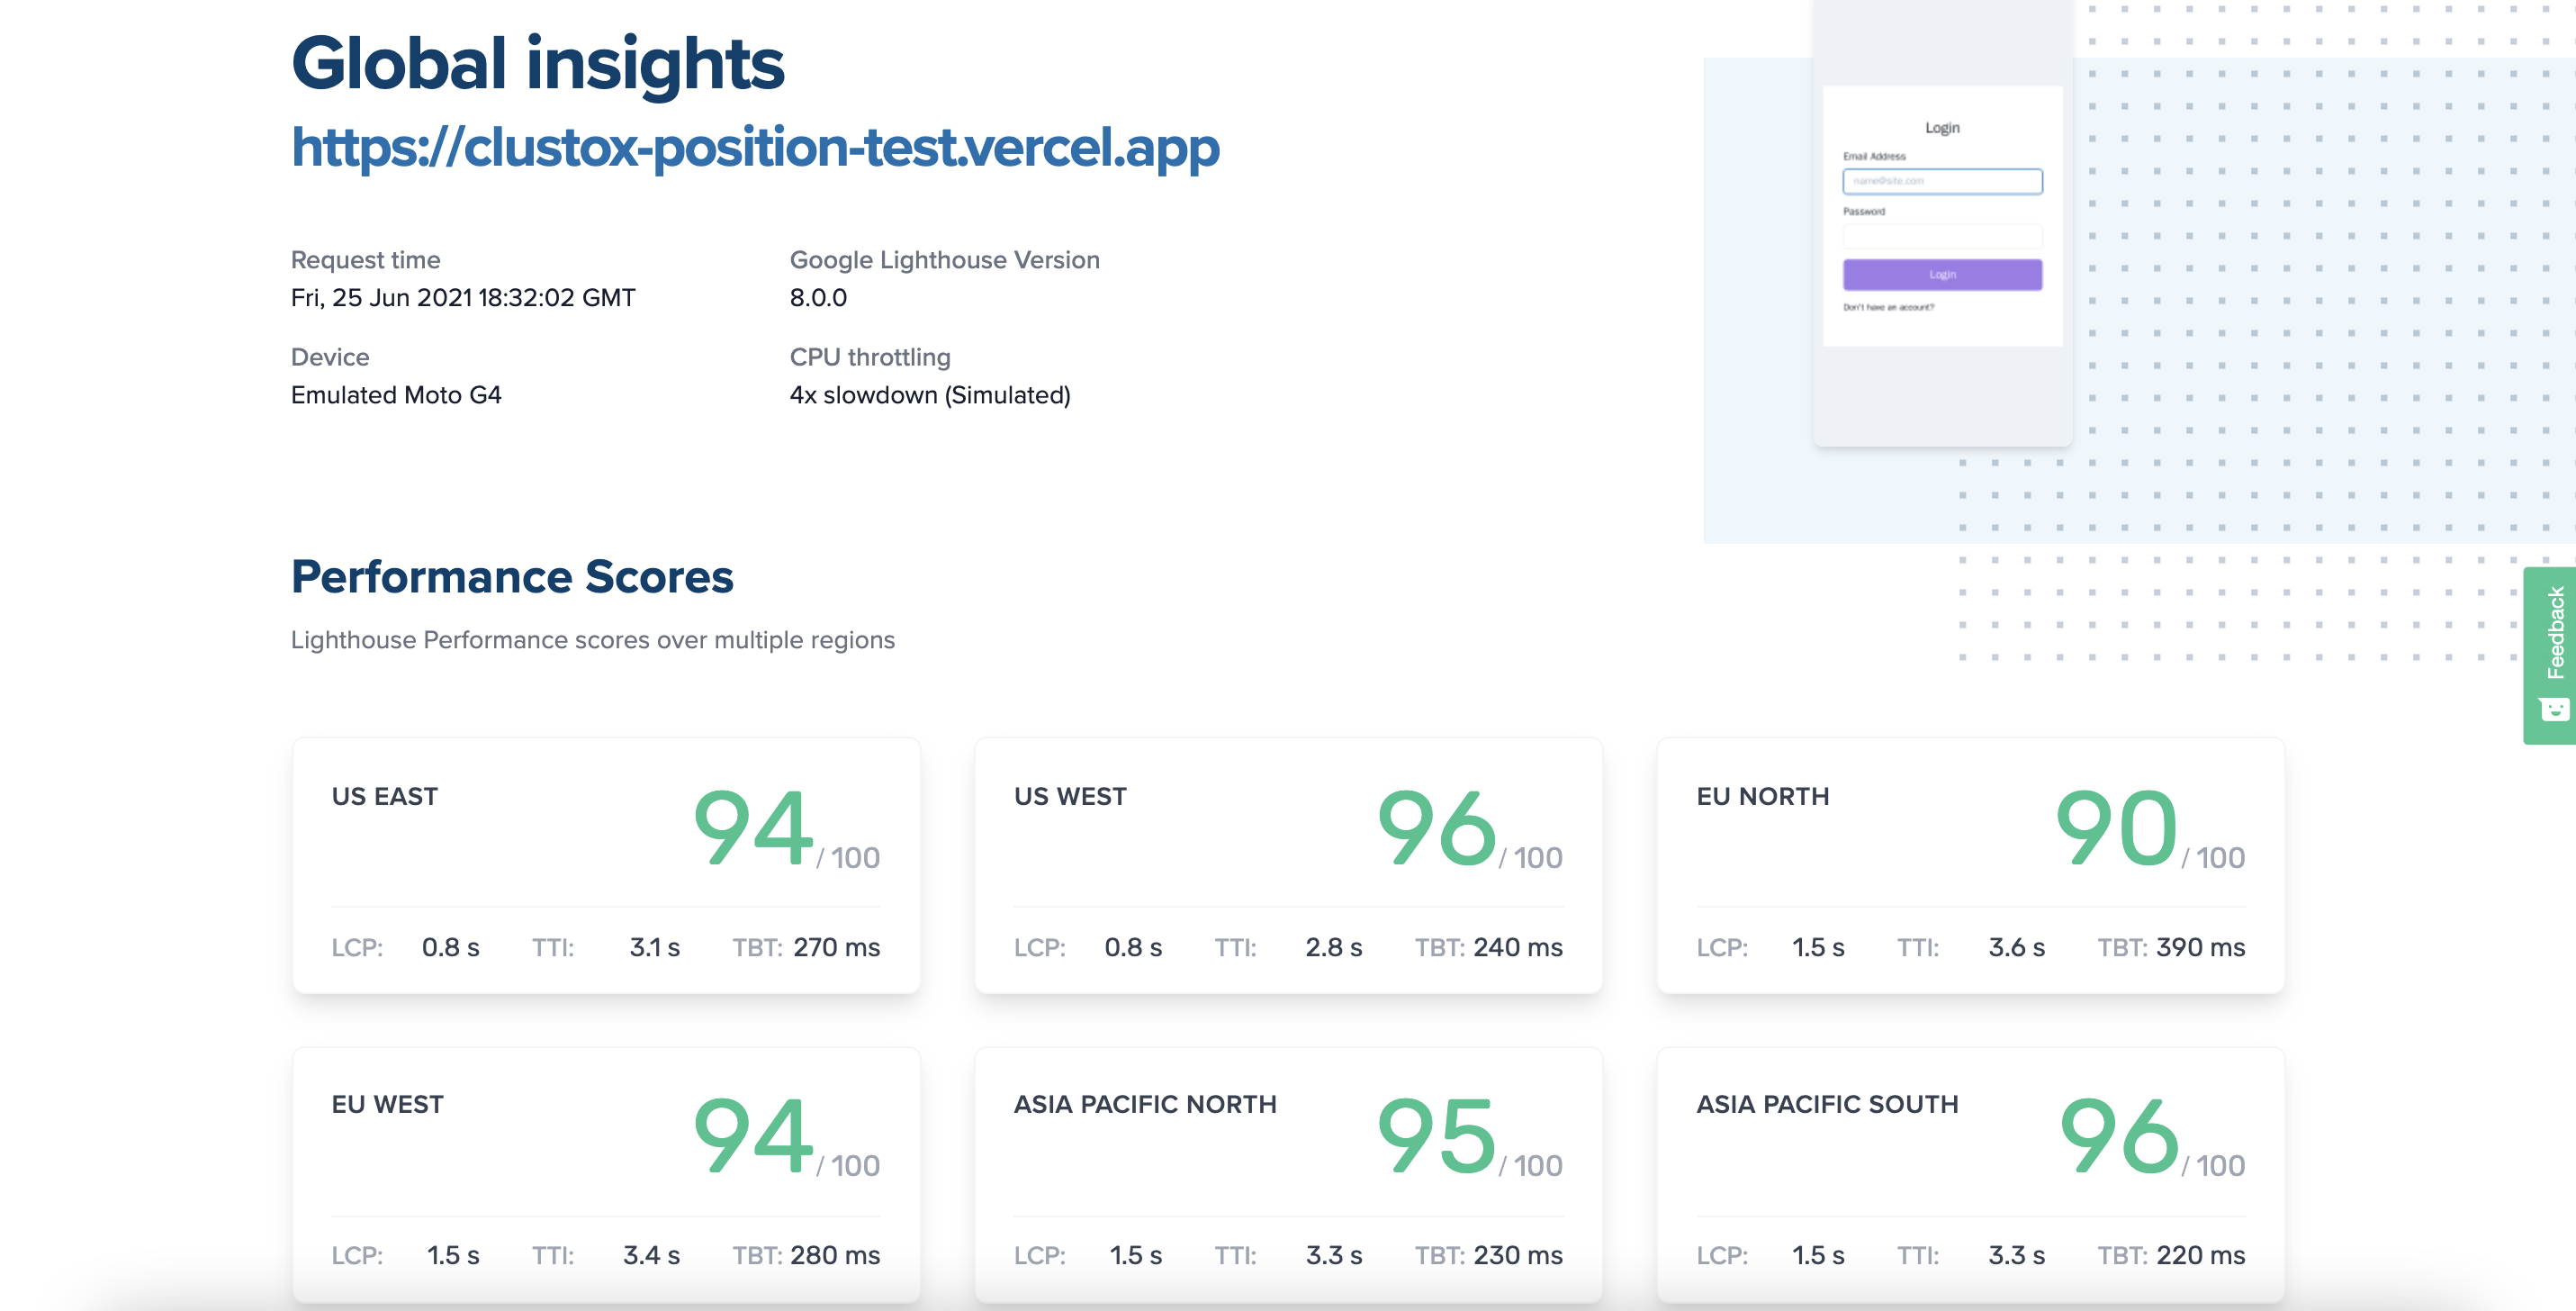 Global insights
https://clustox-position-test.vercel.app
Request time
Fri, 25 Jun 2021 18:32:02 GMT
Google Lighthouse Version
8.0.0
Device
Emulated Moto G4
CPU throttling
4x slowdown (Simulated)
Login
Email Address
name@site.com
Password
Login
Don't have an account?
Performance Scores
Lighthouse Performance scores over multiple regions
Feedback
US EAST
94 / 100
LCP: 0.8 s TTI: 3.1 s TBT: 270 ms
US WEST
96 / 100
LCP: 0.8 s TTI: 2.8 s TBT: 240 ms
EU NORTH
90 / 100
LCP: 1.5 s TTI: 3.6 s TBT: 390 ms
EU WEST
94 / 100
LCP: 1.5 s TTI: 3.4 s TBT: 280 ms
ASIA PACIFIC NORTH
95 / 100
LCP: 1.5 s TTI: 3.3 s TBT: 230 ms
ASIA PACIFIC SOUTH
96 / 100
LCP: 1.5 s TTI: 3.3 s TBT: 220 ms